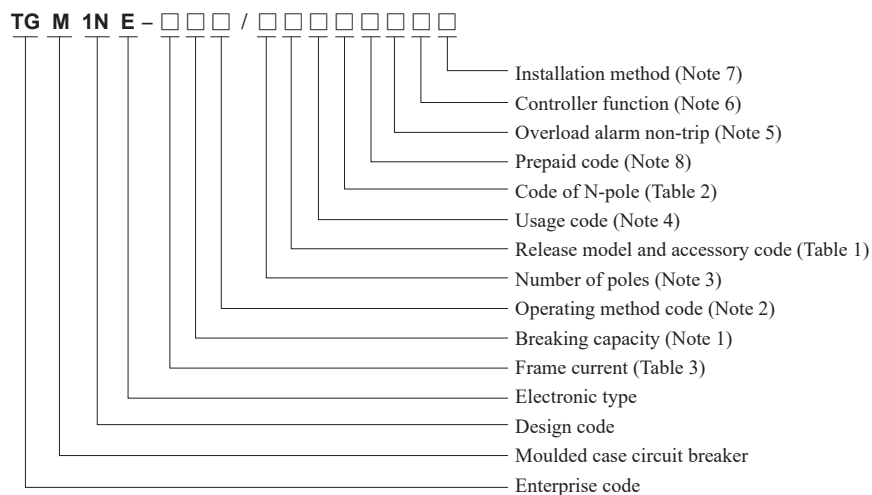 TG M 1N E – □ □ □ / □ □ □ □ □ □ □ □
Installation method (Note 7)
Controller function (Note 6)
Overload alarm non-trip (Note 5)
Prepaid code (Note 8)
Code of N-pole (Table 2)
Usage code (Note 4)
Release model and accessory code (Table 1)
Number of poles (Note 3)
Operating method code (Note 2)
Breaking capacity (Note 1)
Frame current (Table 3)
Electronic type
Design code
Moulded case circuit breaker
Enterprise code